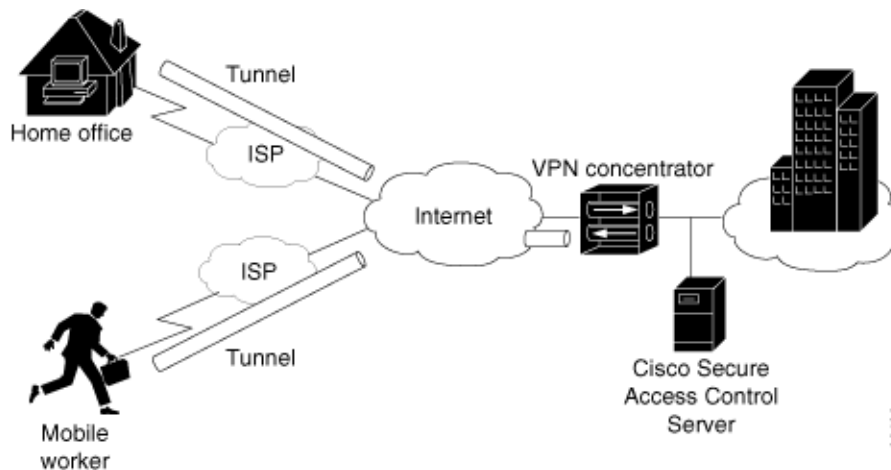 Tunnel
Home office
ISP
VPN concentrator
Internet
ISP
Tunnel
Mobile
worker
Cisco Secure
Access Control
Server